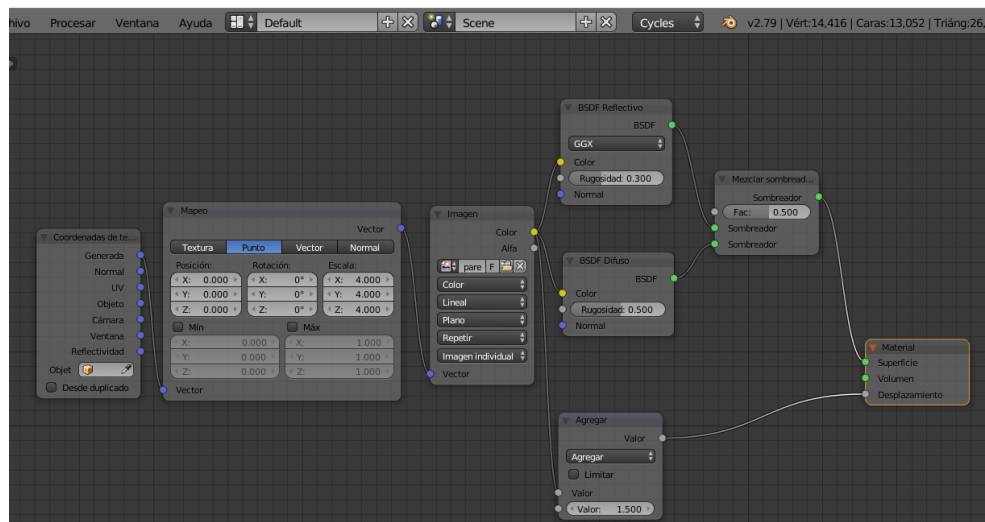 hivo Procesar Ventana Ayuda Default Scene Cycles v2.79 | Vért:14,416 | Caras:13,052 | Triáng:26,
Coordenadas de te...
Generada
Normal
UV
Objeto
Cámara
Ventana
Reflectividad
Objet
Desde duplicado
Mapeo
Vector
Textura Punto Vector Normal
Posición: Rotación: Escala:
X: 0.000 X: 0° X: 4.000
Y: 0.000 Y: 0° Y: 4.000
Z: 0.000 Z: 0° Z: 4.000
Mín Máx
X: 0.000 X: 1.000
Y: 0.000 Y: 1.000
Z: 0.000 Z: 1.000
Vector
Imagen
Color
Alfa
pare F
Color
Lineal
Plano
Repetir
Imagen individual
Vector
BSDF Reflectivo
BSDF
GGX
Color
Rugosidad: 0.300
Normal
BSDF Difuso
BSDF
Color
Rugosidad: 0.500
Normal
Agregar
Valor
Agregar
Limitar
Valor
Valor: 1.500
Mezclar sombread...
Sombreador
Fac: 0.500
Sombreador
Sombreador
Material
Superficie
Volumen
Desplazamiento